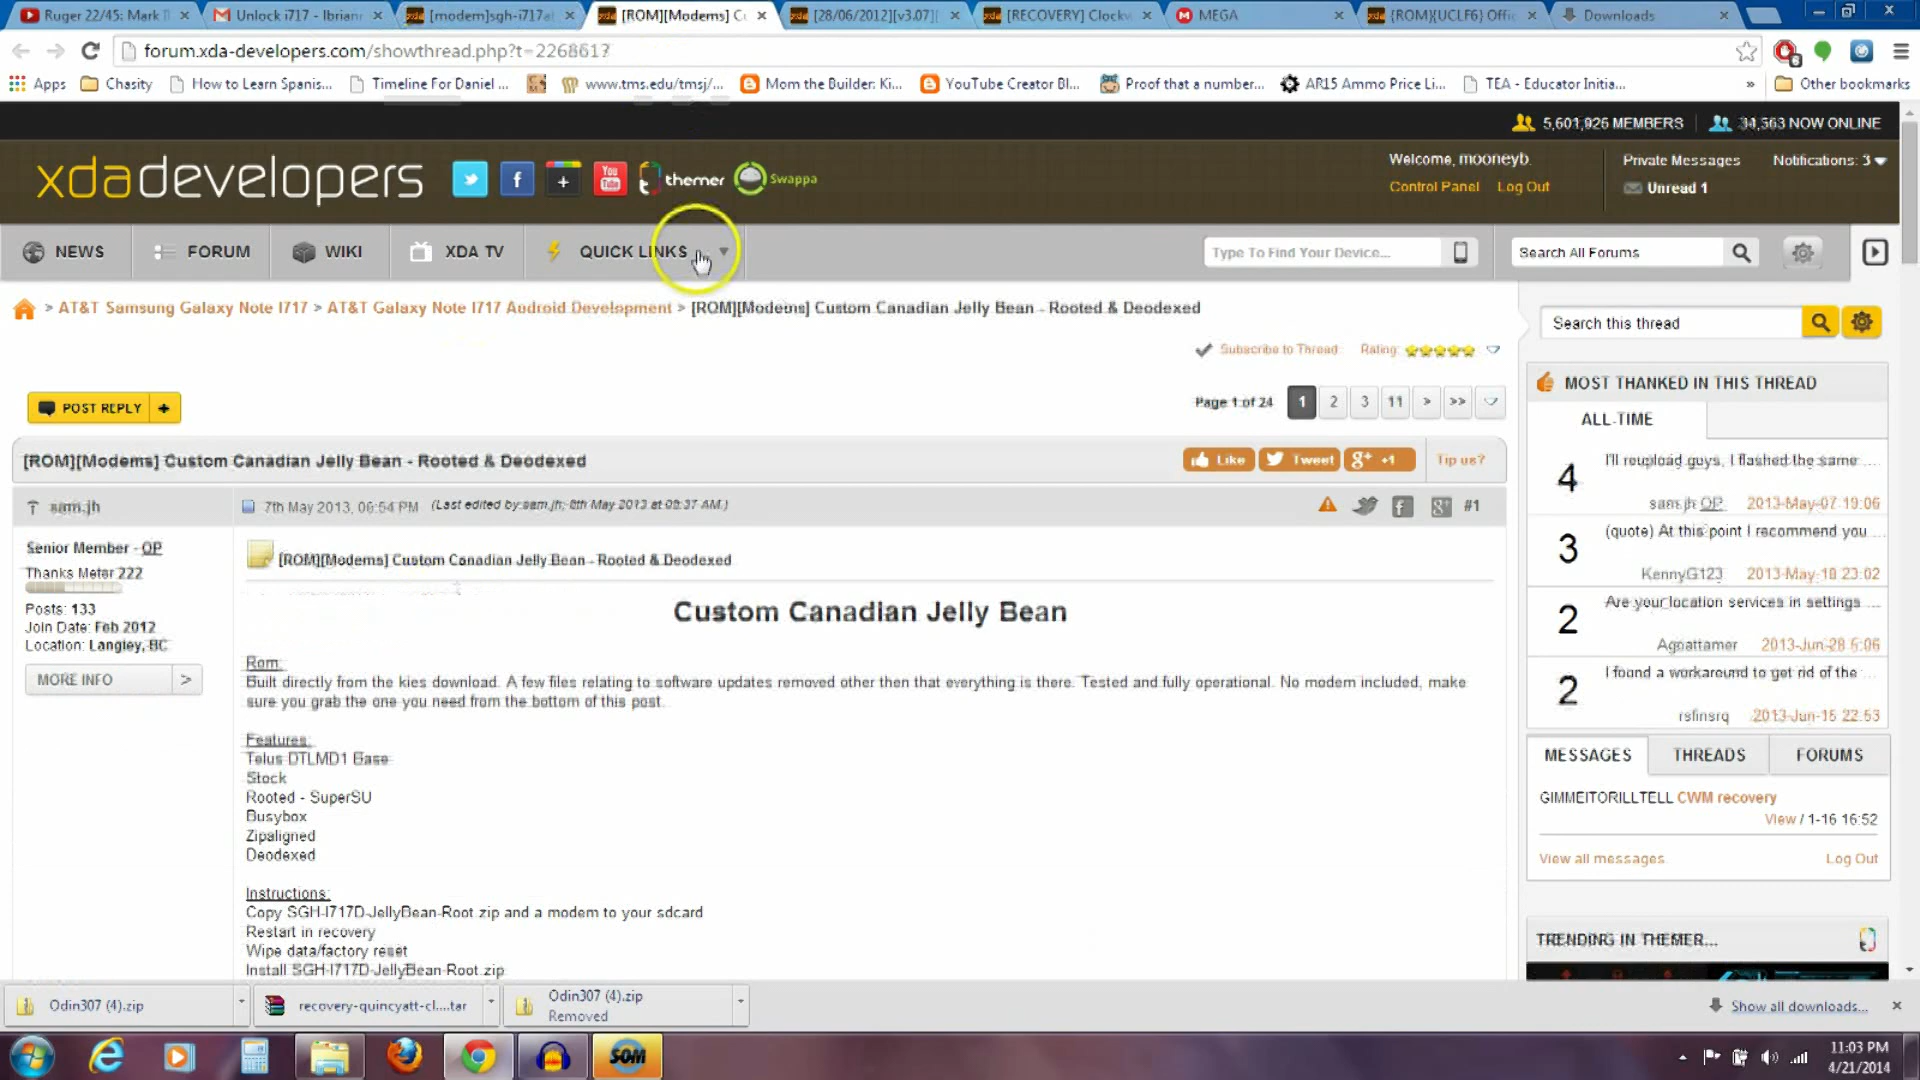 Ruger 22/45: Mark
Unlock i717 - lbrian
[modem]sgh-i717a
[ROM][Modems] C
[28/06/2012][v3.07][
[RECOVERY] Clockw
MEGA
{ROM}{UCLF6} Offic
Downloads
forum.xda-developers.com/showthread.php?t=2268617
Apps
Chasity
How to Learn Spanis...
Timeline For Daniel ...
www.tms.edu/tmsj/...
Mom the Builder: Ki...
YouTube Creator Bl...
Proof that a number...
AR15 Ammo Price Li...
TEA - Educator Initia...
»
Other bookmarks
5,601,926 MEMBERS
34,563 NOW ONLINE
xdadevelopers
You Tube
themer
Swappa
Welcome, mooneyb.
Control Panel Log Out
Private Messages
Unread 1
Notifications: 3
NEWS
FORUM
WIKI
XDA TV
QUICK LINKS
Type To Find Your Device...
Search All Forums
> AT&T Samsung Galaxy Note I717 > AT&T Galaxy Note I717 Android Development > [ROM][Modems] Custom Canadian Jelly Bean - Rooted & Deodexed
Search this thread
Subscribe to Thread
Rating:
POST REPLY +
Page 1 of 24 1 2 3 11 > >>
MOST THANKED IN THIS THREAD
ALL-TIME
[ROM][Modems] Custom Canadian Jelly Bean - Rooted & Deodexed
Like
Tweet
g+ +1
Tip us?
4 I'll reupload guys, I flashed the same ...
sam.jh OP 2013-May-07 19:06
3 (quote) At this point I recommend you ...
KennyG123 2013-May-18 23:02
2 Are your location services in settings ...
Agoattamer 2013-Jun-28 5:06
2 I found a workaround to get rid of the ...
rsfinsrq 2013-Jun-15 22:53
sam.jh
7th May 2013, 06:54 PM (Last edited by sam.jh; 8th May 2013 at 08:37 AM.)
#1
Senior Member - OP
Thanks Meter 222
Posts: 133
Join Date: Feb 2012
Location: Langley, BC
MORE INFO >
[ROM][Modems] Custom Canadian Jelly Bean - Rooted & Deodexed
Custom Canadian Jelly Bean
Rom:
Built directly from the kies download. A few files relating to software updates removed other then that everything is there. Tested and fully operational. No modem included, make
sure you grab the one you need from the bottom of this post.
Features:
Telus DTLMD1 Base
Stock
Rooted - SuperSU
Busybox
Zipaligned
Deodexed
Instructions:
Copy SGH-I717D-JellyBean-Root.zip and a modem to your sdcard
Restart in recovery
Wipe data/factory reset
Install SGH-I717D-JellyBean-Root.zip
MESSAGES
THREADS
FORUMS
GIMMEITORILLTELL CWM recovery
View / 1-16 16:52
View all messages
Log Out
TRENDING IN THEMER...
Odin307 (4).zip
recovery-quincyatt-cl....tar
Odin307 (4).zip
Removed
Show all downloads...
SOM
11:03 PM
4/21/2014